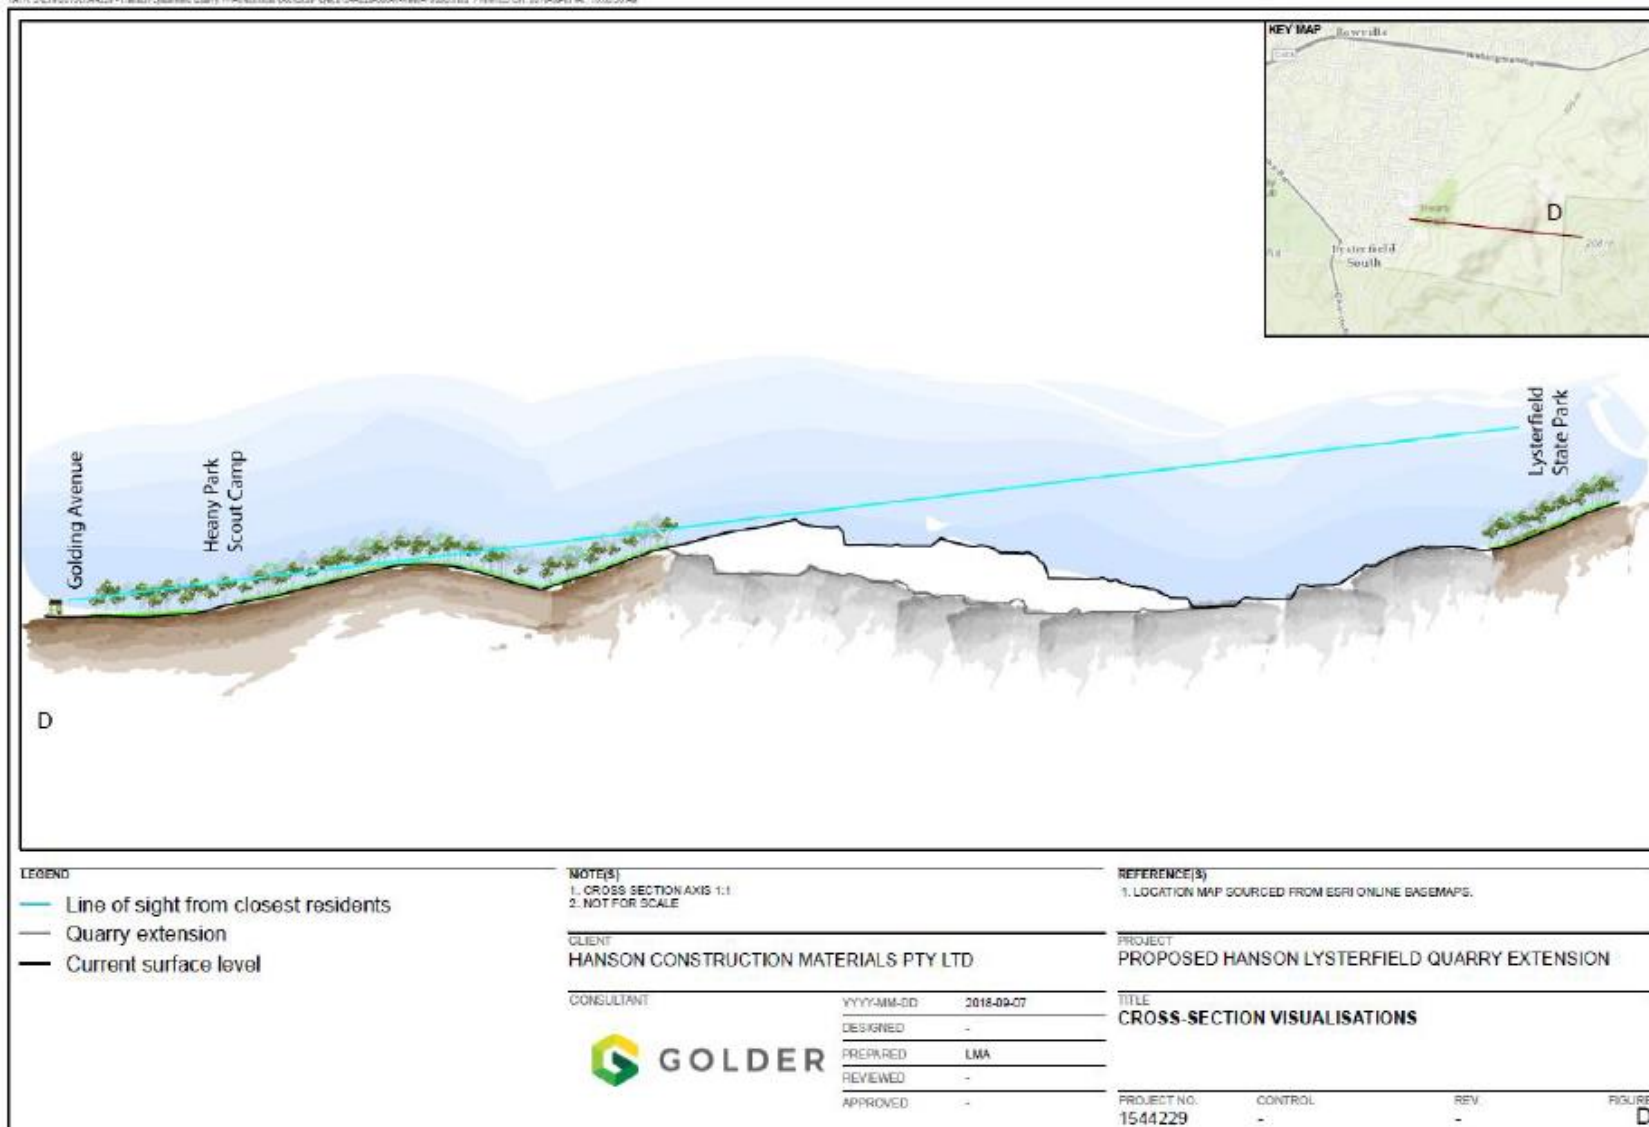 KEY MAP
Rowville
Lysterfield
South
D
208 m
Golding Avenue
Heany Park
Scout Camp
Lysterfield
State Park
D
LEGEND
Line of sight from closest residents
Quarry extension
Current surface level
NOTE(S)
1. CROSS SECTION AXIS 1:1
2. NOT FOR SCALE
REFERENCE(S)
1. LOCATION MAP SOURCED FROM ESRI ONLINE BASEMAPS.
CLIENT
HANSON CONSTRUCTION MATERIALS PTY LTD
PROJECT
PROPOSED HANSON LYSTERFIELD QUARRY EXTENSION
CONSULTANT
GOLDER
YYYY-MM-DD 2018-09-07
DESIGNED -
PREPARED LMA
REVIEWED -
APPROVED -
TITLE
CROSS-SECTION VISUALISATIONS
PROJECT NO. CONTROL REV. FIGURE
1544229 - - D